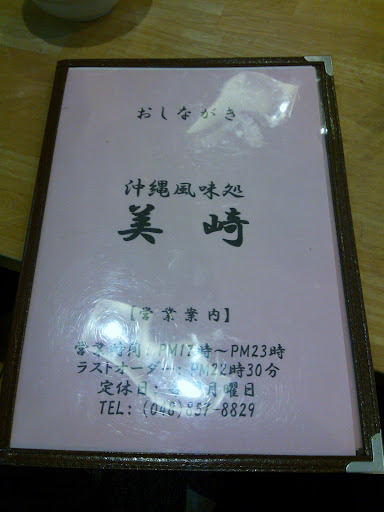 おしながき
沖縄風味処
美崎
【営業案内】
営業時間：PM17時～PM23時
ラストオーダー：PM22時30分
定休日： 月曜日
TEL: (048)857-8829